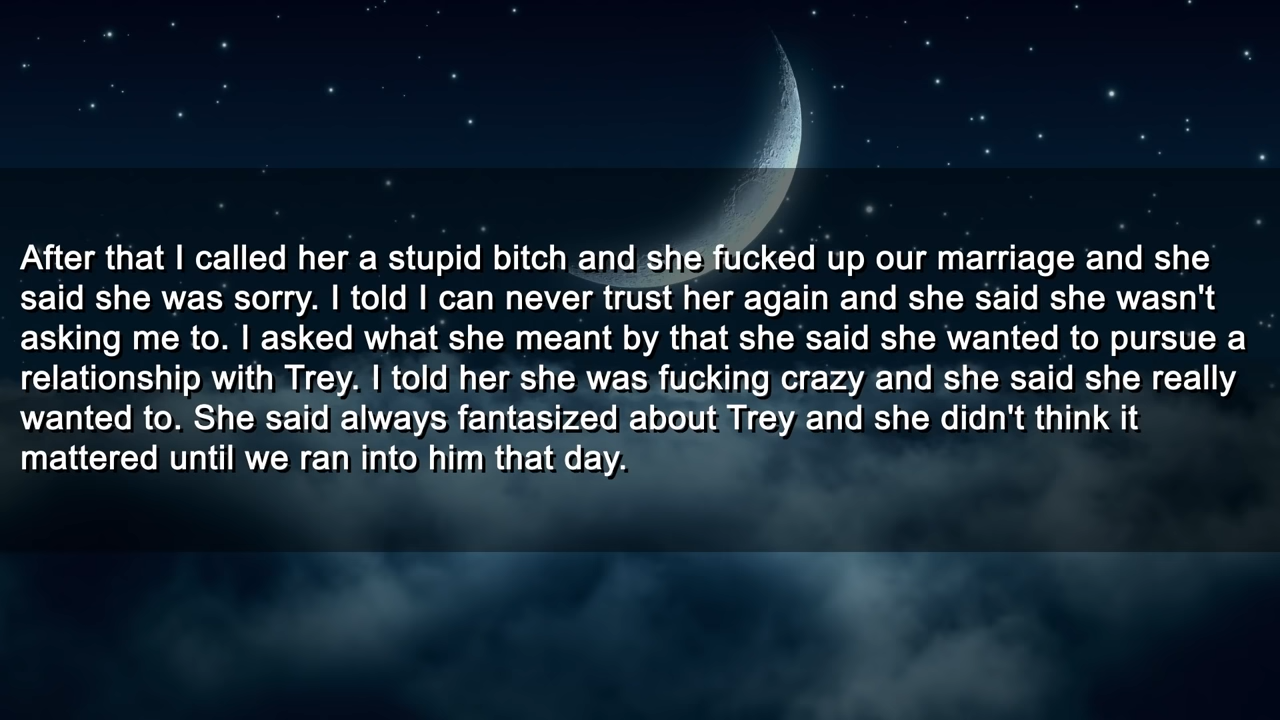 After that I called her a stupid bitch and she fucked up our marriage and she
said she was sorry. I told I can never trust her again and she said she wasn't
asking me to. I asked what she meant by that she said she wanted to pursue a
relationship with Trey. I told her she was fucking crazy and she said she really
wanted to. She said always fantasized about Trey and she didn't think it
mattered until we ran into him that day.